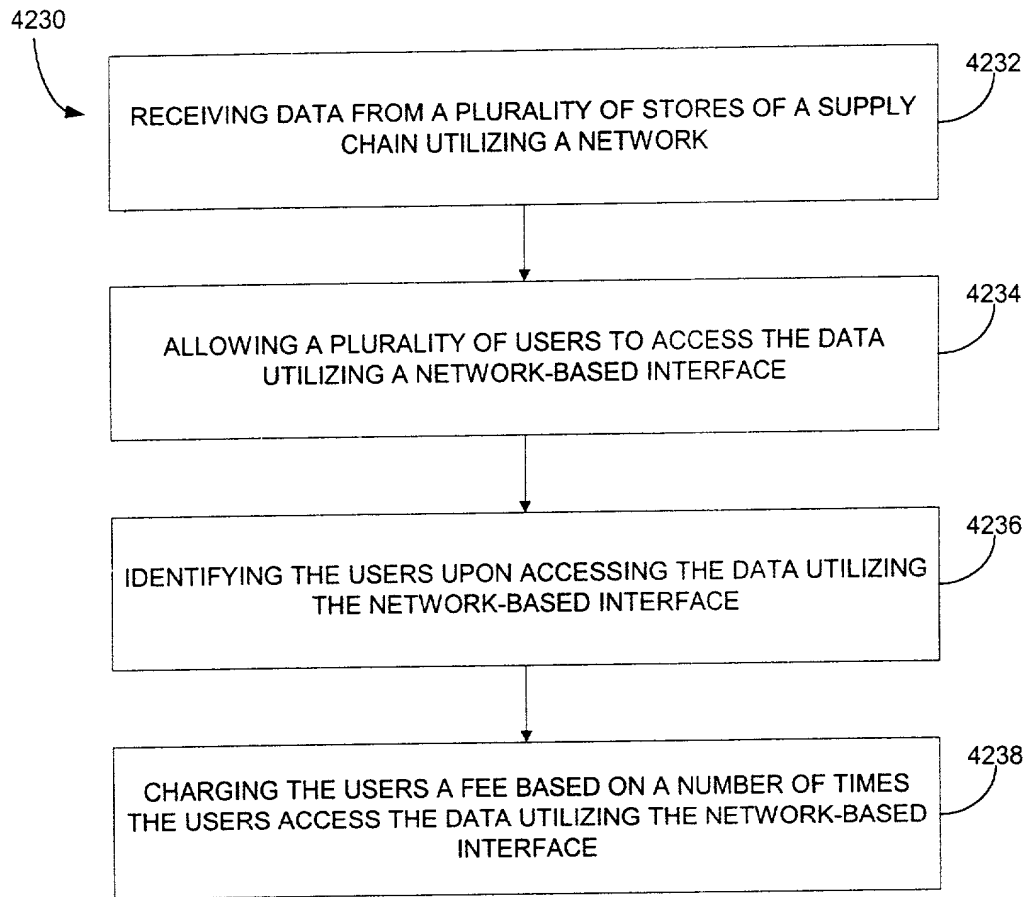 4230
4232
RECEIVING DATA FROM A PLURALITY OF STORES OF A SUPPLY
CHAIN UTILIZING A NETWORK
4234
ALLOWING A PLURALITY OF USERS TO ACCESS THE DATA
UTILIZING A NETWORK-BASED INTERFACE
4236
IDENTIFYING THE USERS UPON ACCESSING THE DATA UTILIZING
THE NETWORK-BASED INTERFACE
4238
CHARGING THE USERS A FEE BASED ON A NUMBER OF TIMES
THE USERS ACCESS THE DATA UTILIZING THE NETWORK-BASED
INTERFACE